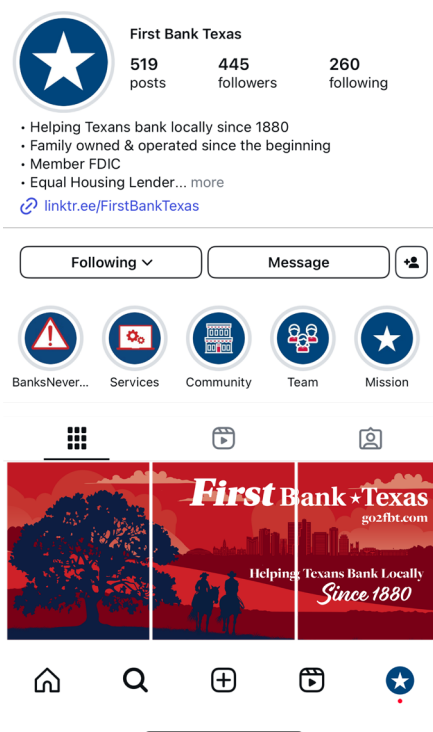 First Bank Texas
519 445 260
posts followers following
• Helping Texans bank locally since 1880
• Family owned & operated since the beginning
• Member FDIC
• Equal Housing Lender... more
linktr.ee/FirstBankTexas
Following Message
BanksNever... Services Community Team Mission
First Bank★Texas
go2fbt.com
Helping Texans Bank Locally
Since 1880